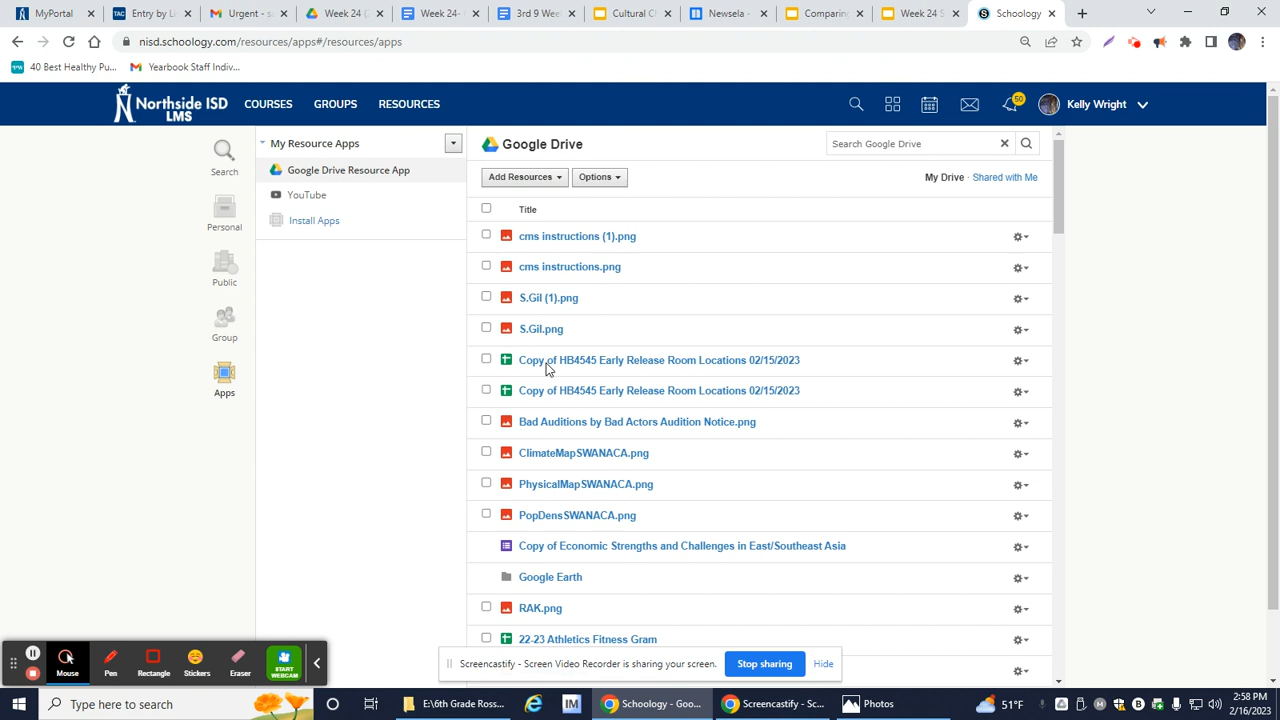 MyPortal
Entry by L
Urgent - s
Week 24 (
Week 24-
3rd 9 Wee
Cultural C
Newsela
Comparing
Week 24 S
Schoology
nisd.schoology.com/resources/apps#/resources/apps
40 Best Healthy Pu...
Yearbook Staff Indiv...
Northside ISD
LMS
COURSES
GROUPS
RESOURCES
50
Kelly Wright
Search
Personal
Public
Group
Apps
My Resource Apps
Google Drive Resource App
YouTube
Install Apps
Google Drive
Search Google Drive
Add Resources
Options
My Drive · Shared with Me
Title
cms instructions (1).png
cms instructions.png
S.Gil (1).png
S.Gil.png
Copy of HB4545 Early Release Room Locations 02/15/2023
Copy of HB4545 Early Release Room Locations 02/15/2023
Bad Auditions by Bad Actors Audition Notice.png
ClimateMapSWANACA.png
PhysicalMapSWANACA.png
PopDensSWANACA.png
Copy of Economic Strengths and Challenges in East/Southeast Asia
Google Earth
RAK.png
22-23 Athletics Fitness Gram
Mouse
Pen
Rectangle
Stickers
Eraser
START WEBCAM
Screencastify - Screen Video Recorder is sharing your screen.
Stop sharing
Hide
Type here to search
E:\6th Grade Ross...
IM
Schoology - Goo...
Screencastify - Sc...
Photos
51°F
2:58 PM
2/16/2023